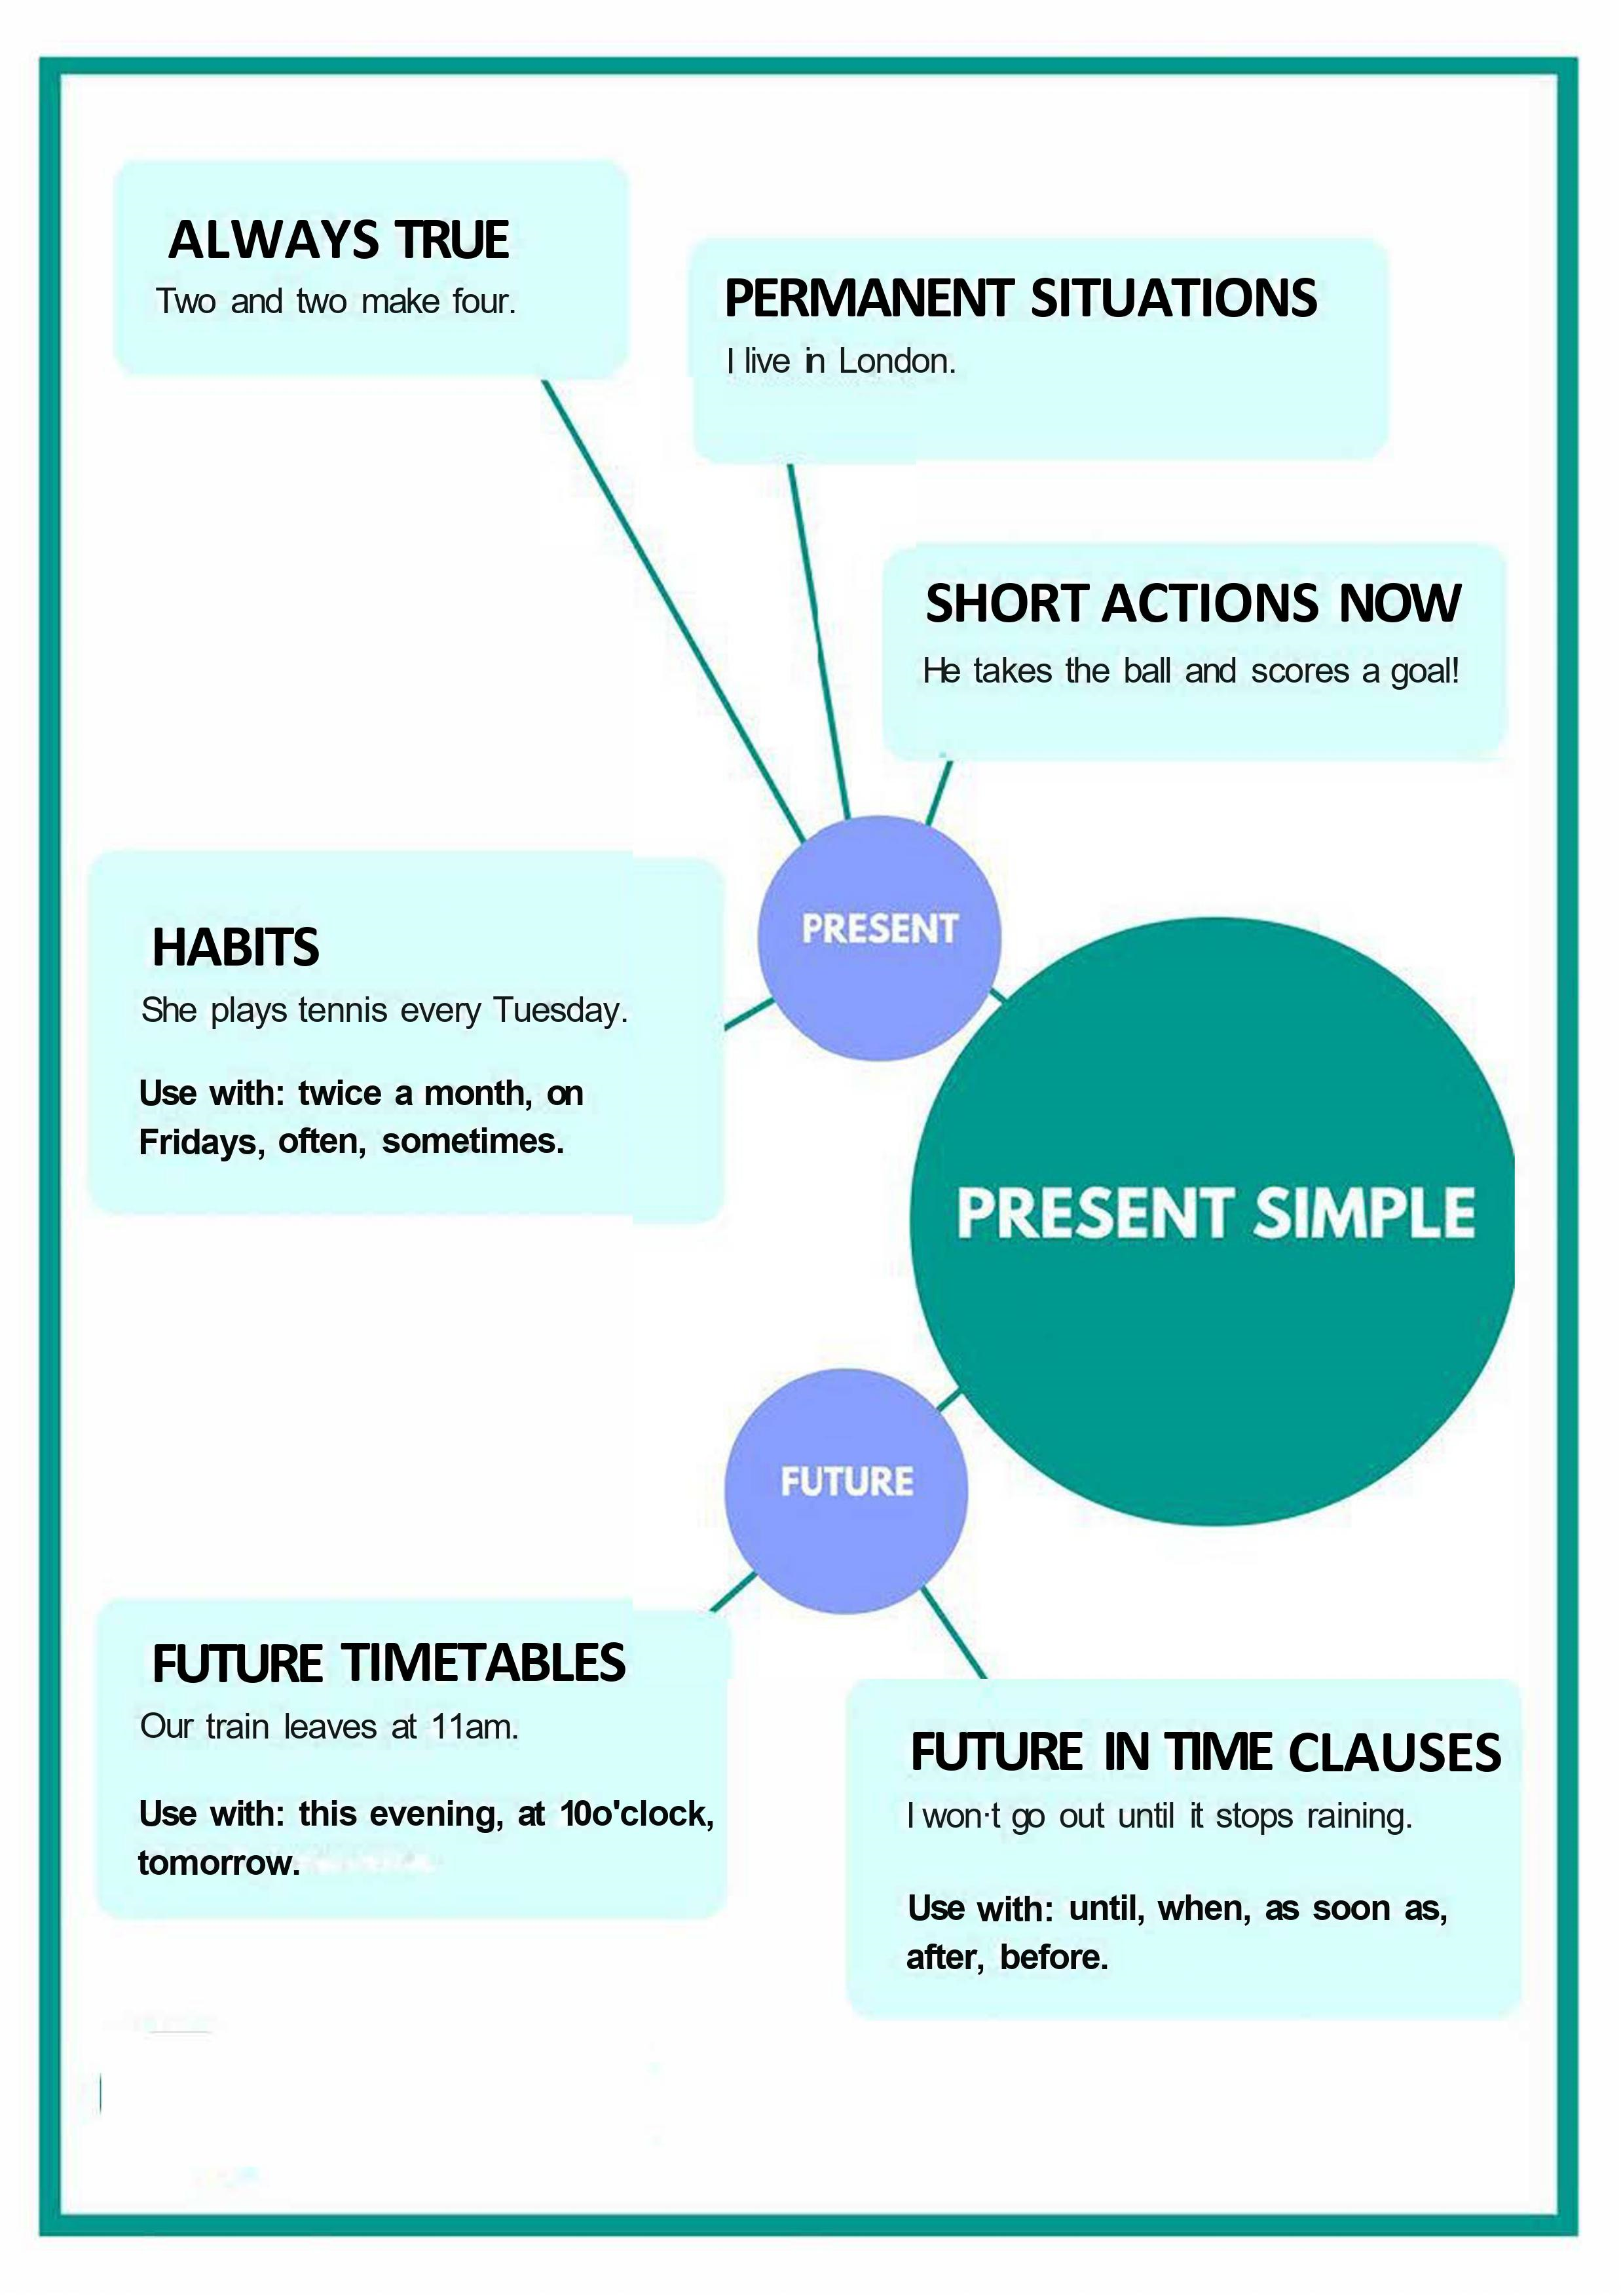 ALWAYS TRUE
Two and two make four.
PERMANENT SITUATIONS
I live in London.
SHORT ACTIONS NOW
He takes the ball and scores a goal!
PRESENT
HABITS
She plays tennis every Tuesday.
Use with: twice a month, on
Fridays, often, sometimes.
PRESENT SIMPLE
FUTURE
FUTURE TIMETABLES
Our train leaves at 11am.
Use with: this evening, at 10o'clock,
tomorrow.
FUTURE IN TIME CLAUSES
I won·t go out until it stops raining.
Use with: until, when, as soon as,
after, before.